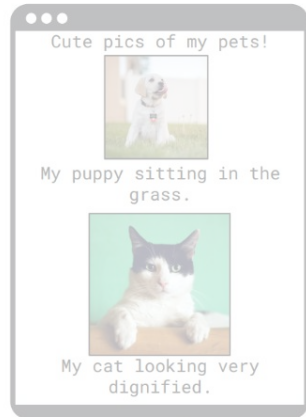 Cute pics of my pets!
My puppy sitting in the
grass.
My cat looking very
dignified.